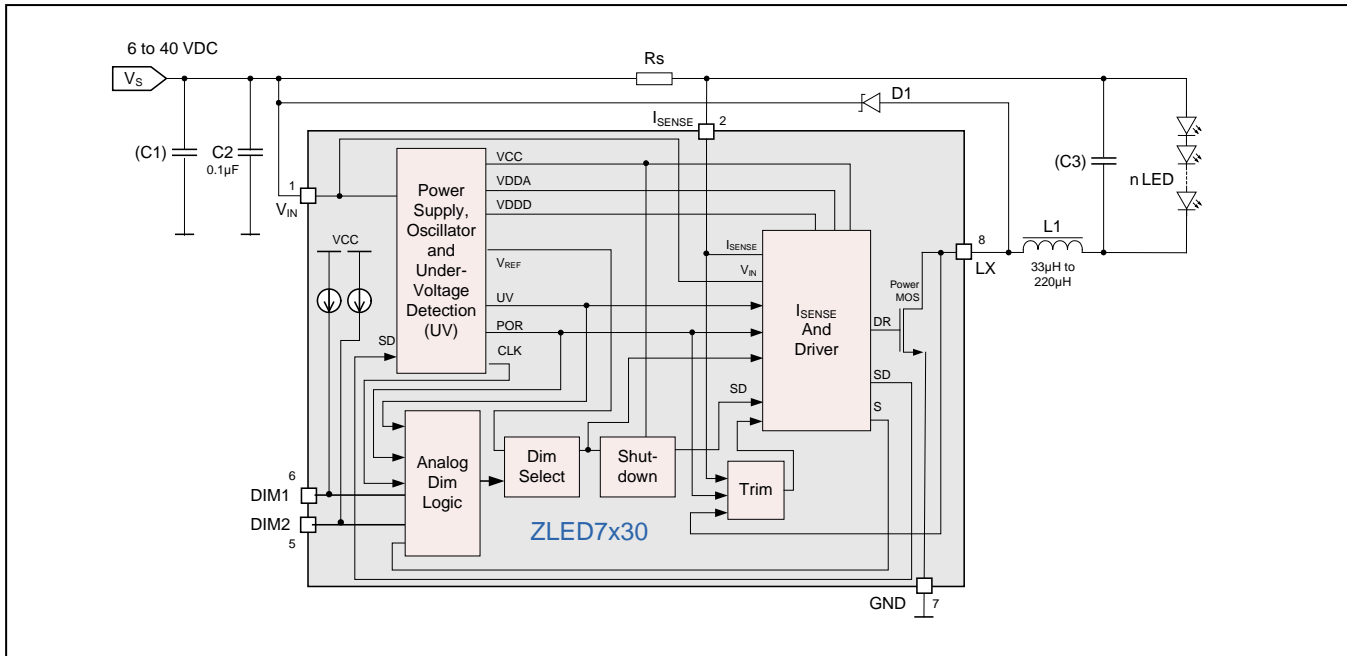 6 to 40 VDC
VS
Rs
D1
ISENSE
2
(C1)
C2
0.1µF
(C3)
n LED
1
VIN
VCC
Power
Supply,
Oscillator
and
Under-
Voltage
Detection
(UV)
VCC
VDDA
VDDD
VREF
UV
POR
CLK
SD
ISENSE
VIN
ISENSE
And
Driver
SD
DR
SD
S
Power
MOS
8
LX
L1
33µH to
220µH
6
DIM1
DIM2
5
Analog
Dim
Logic
Dim
Select
Shut-
down
Trim
ZLED7x30
GND
7